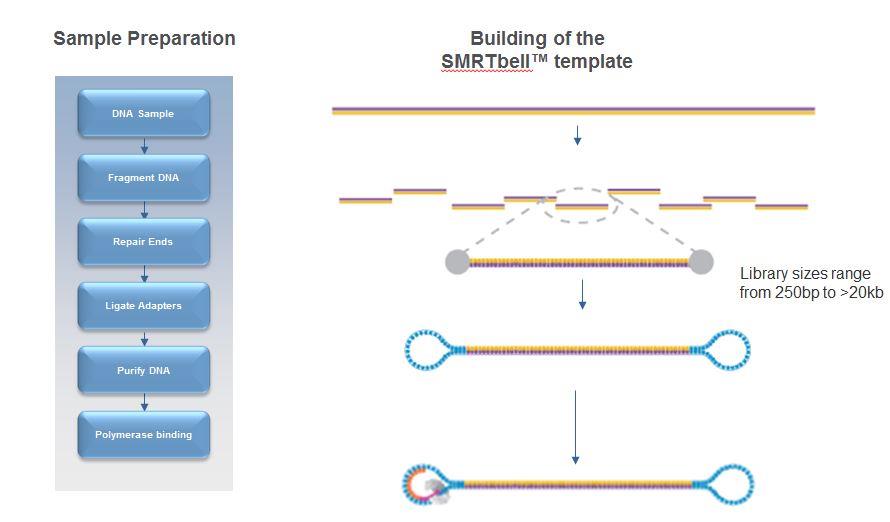 Sample Preparation
Building of the
SMRTbell™ template
DNA Sample
Fragment DNA
Repair Ends
Ligate Adapters
Purify DNA
Polymerase binding
Library sizes range
from 250bp to >20kb